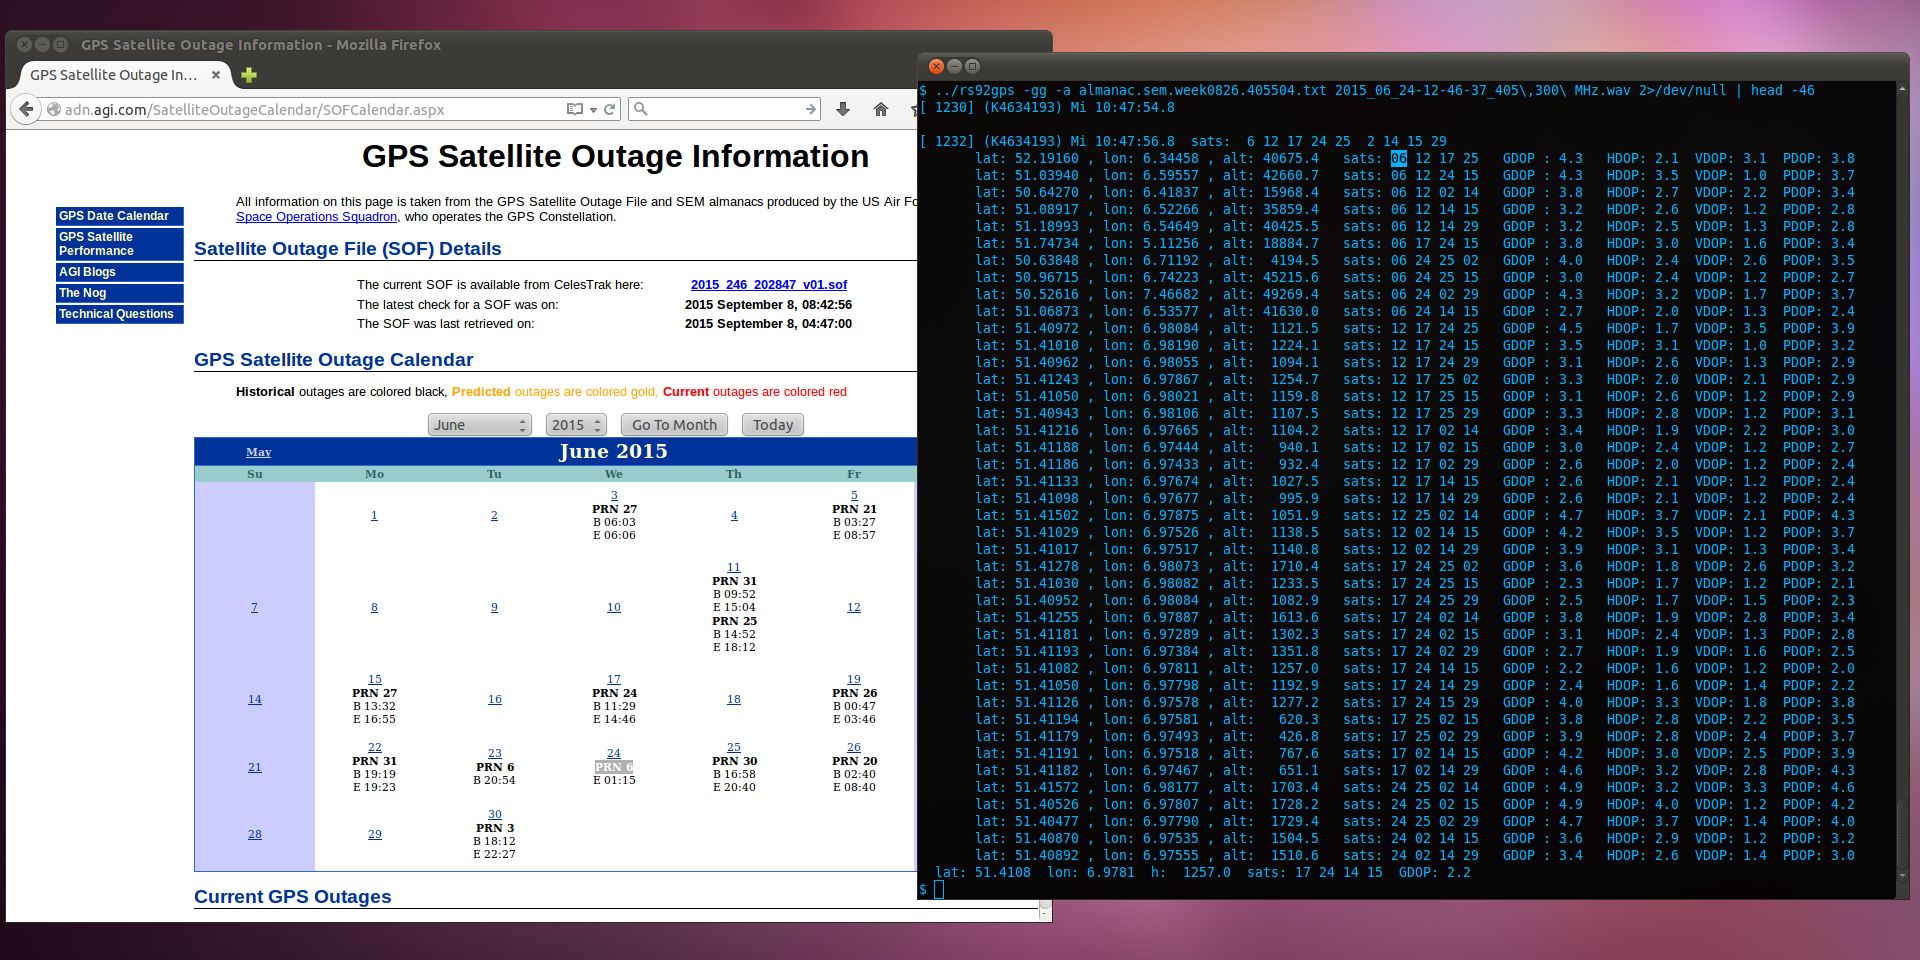 GPS Satellite Outage Information - Mozilla Firefox
GPS Satellite Outage In...
adn.agi.com/SatelliteOutageCalendar/SOFCalendar.aspx
GPS Satellite Outage Information
GPS Date Calendar
GPS Satellite
Performance
AGI Blogs
The Nog
Technical Questions
All information on this page is taken from the GPS Satellite Outage File and SEM almanacs produced by the US Air Fo
Space Operations Squadron, who operates the GPS Constellation.
Satellite Outage File (SOF) Details
The current SOF is available from CelesTrak here: 2015_246_202847_v01.sof
The latest check for a SOF was on: 2015 September 8, 08:42:56
The SOF was last retrieved on: 2015 September 8, 04:47:00
GPS Satellite Outage Calendar
Historical outages are colored black, Predicted outages are colored gold, Current outages are colored red
June 2015 Go To Month Today
May June 2015
Su Mo Tu We Th Fr
1 2 3 4 5
PRN 27 PRN 21
B 06:03 B 03:27
E 06:06 E 08:57
7 8 9 10 11 12
PRN 31
B 09:52
E 15:04
PRN 25
B 14:52
E 18:12
14 15 16 17 18 19
PRN 27 PRN 24 PRN 26
B 13:32 B 11:29 B 00:47
E 16:55 E 14:46 E 03:46
21 22 23 24 25 26
PRN 31 PRN 6 PRN 6 PRN 30 PRN 20
B 19:19 B 20:54 E 01:15 B 16:58 B 02:40
E 19:23 E 20:40 E 08:40
28 29 30
PRN 3
B 18:12
E 22:27
Current GPS Outages
$ ../rs92gps -gg -a almanac.sem.week0826.405504.txt 2015_06_24-12-46-37_405\,300\ MHz.wav 2>/dev/null | head -46
[ 1230] (K4634193) Mi 10:47:54.8
[ 1232] (K4634193) Mi 10:47:56.8 sats: 6 12 17 24 25 2 14 15 29
lat: 52.19160 , lon: 6.34458 , alt: 40675.4 sats: 06 12 17 25 GDOP : 4.3 HDOP: 2.1 VDOP: 3.1 PDOP: 3.8
lat: 51.03940 , lon: 6.59557 , alt: 42660.7 sats: 06 12 24 15 GDOP : 4.3 HDOP: 3.5 VDOP: 1.0 PDOP: 3.7
lat: 50.64270 , lon: 6.41837 , alt: 15968.4 sats: 06 12 02 14 GDOP : 3.8 HDOP: 2.7 VDOP: 2.2 PDOP: 3.4
lat: 51.08917 , lon: 6.52266 , alt: 35859.4 sats: 06 12 14 15 GDOP : 3.2 HDOP: 2.6 VDOP: 1.2 PDOP: 2.8
lat: 51.18993 , lon: 6.54649 , alt: 40425.5 sats: 06 12 14 29 GDOP : 3.2 HDOP: 2.5 VDOP: 1.3 PDOP: 2.8
lat: 51.74734 , lon: 5.11256 , alt: 18884.7 sats: 06 17 24 15 GDOP : 3.8 HDOP: 3.0 VDOP: 1.6 PDOP: 3.4
lat: 50.63848 , lon: 6.71192 , alt: 4194.5 sats: 06 24 25 02 GDOP : 4.0 HDOP: 2.4 VDOP: 2.6 PDOP: 3.5
lat: 50.96715 , lon: 6.74223 , alt: 45215.6 sats: 06 24 25 15 GDOP : 3.0 HDOP: 2.4 VDOP: 1.2 PDOP: 2.7
lat: 50.52616 , lon: 7.46682 , alt: 49269.4 sats: 06 24 02 29 GDOP : 4.3 HDOP: 3.2 VDOP: 1.7 PDOP: 3.7
lat: 51.06873 , lon: 6.53577 , alt: 41630.0 sats: 06 24 14 15 GDOP : 2.7 HDOP: 2.0 VDOP: 1.3 PDOP: 2.4
lat: 51.40972 , lon: 6.98084 , alt: 1121.5 sats: 12 17 24 25 GDOP : 4.5 HDOP: 1.7 VDOP: 3.5 PDOP: 3.9
lat: 51.41010 , lon: 6.98190 , alt: 1224.1 sats: 12 17 24 15 GDOP : 3.5 HDOP: 3.1 VDOP: 1.0 PDOP: 3.2
lat: 51.40962 , lon: 6.98055 , alt: 1094.1 sats: 12 17 24 29 GDOP : 3.1 HDOP: 2.6 VDOP: 1.3 PDOP: 2.9
lat: 51.41243 , lon: 6.97867 , alt: 1254.7 sats: 12 17 25 02 GDOP : 3.3 HDOP: 2.0 VDOP: 2.1 PDOP: 2.9
lat: 51.41050 , lon: 6.98021 , alt: 1159.8 sats: 12 17 25 15 GDOP : 3.1 HDOP: 2.6 VDOP: 1.2 PDOP: 2.9
lat: 51.40943 , lon: 6.98106 , alt: 1107.5 sats: 12 17 25 29 GDOP : 3.3 HDOP: 2.8 VDOP: 1.2 PDOP: 3.1
lat: 51.41216 , lon: 6.97665 , alt: 1104.2 sats: 12 17 02 14 GDOP : 3.4 HDOP: 1.9 VDOP: 2.2 PDOP: 3.0
lat: 51.41188 , lon: 6.97444 , alt: 940.1 sats: 12 17 02 15 GDOP : 3.0 HDOP: 2.4 VDOP: 1.2 PDOP: 2.7
lat: 51.41186 , lon: 6.97433 , alt: 932.4 sats: 12 17 02 29 GDOP : 2.6 HDOP: 2.0 VDOP: 1.2 PDOP: 2.4
lat: 51.41133 , lon: 6.97674 , alt: 1027.5 sats: 12 17 14 15 GDOP : 2.6 HDOP: 2.1 VDOP: 1.2 PDOP: 2.4
lat: 51.41098 , lon: 6.97677 , alt: 995.9 sats: 12 17 14 29 GDOP : 2.6 HDOP: 2.1 VDOP: 1.2 PDOP: 2.4
lat: 51.41502 , lon: 6.97875 , alt: 1051.9 sats: 12 25 02 14 GDOP : 4.7 HDOP: 3.7 VDOP: 2.1 PDOP: 4.3
lat: 51.41029 , lon: 6.97526 , alt: 1138.5 sats: 12 02 14 15 GDOP : 4.2 HDOP: 3.5 VDOP: 1.2 PDOP: 3.7
lat: 51.41017 , lon: 6.97517 , alt: 1140.8 sats: 12 02 14 29 GDOP : 3.9 HDOP: 3.1 VDOP: 1.3 PDOP: 3.4
lat: 51.41278 , lon: 6.98073 , alt: 1710.4 sats: 17 24 25 02 GDOP : 3.6 HDOP: 1.8 VDOP: 2.6 PDOP: 3.2
lat: 51.41030 , lon: 6.98082 , alt: 1233.5 sats: 17 24 25 15 GDOP : 2.3 HDOP: 1.7 VDOP: 1.2 PDOP: 2.1
lat: 51.40952 , lon: 6.98084 , alt: 1082.9 sats: 17 24 25 29 GDOP : 2.5 HDOP: 1.7 VDOP: 1.5 PDOP: 2.3
lat: 51.41255 , lon: 6.97887 , alt: 1613.6 sats: 17 24 02 14 GDOP : 3.8 HDOP: 1.9 VDOP: 2.8 PDOP: 3.4
lat: 51.41181 , lon: 6.97289 , alt: 1302.3 sats: 17 24 02 15 GDOP : 3.1 HDOP: 2.4 VDOP: 1.3 PDOP: 2.8
lat: 51.41193 , lon: 6.97384 , alt: 1351.8 sats: 17 24 02 29 GDOP : 2.7 HDOP: 1.9 VDOP: 1.6 PDOP: 2.5
lat: 51.41082 , lon: 6.97811 , alt: 1257.0 sats: 17 24 14 15 GDOP : 2.2 HDOP: 1.6 VDOP: 1.2 PDOP: 2.0
lat: 51.41050 , lon: 6.97798 , alt: 1192.9 sats: 17 24 14 29 GDOP : 2.4 HDOP: 1.6 VDOP: 1.4 PDOP: 2.2
lat: 51.41126 , lon: 6.97578 , alt: 1277.2 sats: 17 24 15 29 GDOP : 4.0 HDOP: 3.3 VDOP: 1.8 PDOP: 3.8
lat: 51.41194 , lon: 6.97581 , alt: 620.3 sats: 17 25 02 15 GDOP : 3.8 HDOP: 2.8 VDOP: 2.2 PDOP: 3.5
lat: 51.41179 , lon: 6.97493 , alt: 426.8 sats: 17 25 02 29 GDOP : 3.9 HDOP: 2.8 VDOP: 2.4 PDOP: 3.7
lat: 51.41191 , lon: 6.97518 , alt: 767.6 sats: 17 02 14 15 GDOP : 4.2 HDOP: 3.0 VDOP: 2.5 PDOP: 3.9
lat: 51.41182 , lon: 6.97467 , alt: 651.1 sats: 17 02 14 29 GDOP : 4.6 HDOP: 3.2 VDOP: 2.8 PDOP: 4.3
lat: 51.41572 , lon: 6.98177 , alt: 1703.4 sats: 24 25 02 14 GDOP : 4.9 HDOP: 3.2 VDOP: 3.3 PDOP: 4.6
lat: 51.40526 , lon: 6.97807 , alt: 1728.2 sats: 24 25 02 15 GDOP : 4.9 HDOP: 4.0 VDOP: 1.2 PDOP: 4.2
lat: 51.40477 , lon: 6.97790 , alt: 1729.4 sats: 24 25 02 29 GDOP : 4.7 HDOP: 3.7 VDOP: 1.4 PDOP: 4.0
lat: 51.40870 , lon: 6.97535 , alt: 1504.5 sats: 24 02 14 15 GDOP : 3.6 HDOP: 2.9 VDOP: 1.2 PDOP: 3.2
lat: 51.40892 , lon: 6.97555 , alt: 1510.6 sats: 24 02 14 29 GDOP : 3.4 HDOP: 2.6 VDOP: 1.4 PDOP: 3.0
lat: 51.4108 lon: 6.9781 h: 1257.0 sats: 17 24 14 15 GDOP: 2.2
$